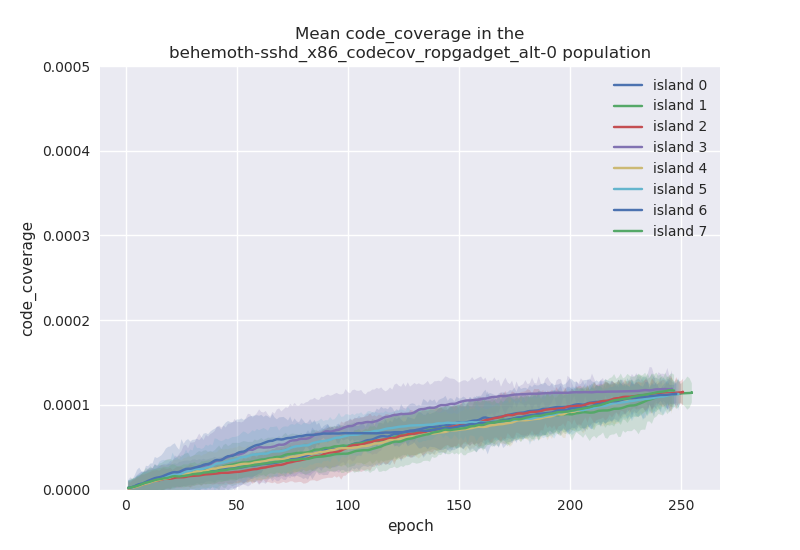 Mean code_coverage in the
behemoth-sshd_x86_codecov_ropgadget_alt-0 population
0.0005
0.0004
0.0003
0.0002
0.0001
0.0000
code_coverage
island 0
island 1
island 2
island 3
island 4
island 5
island 6
island 7
0 50 100 150 200 250
epoch